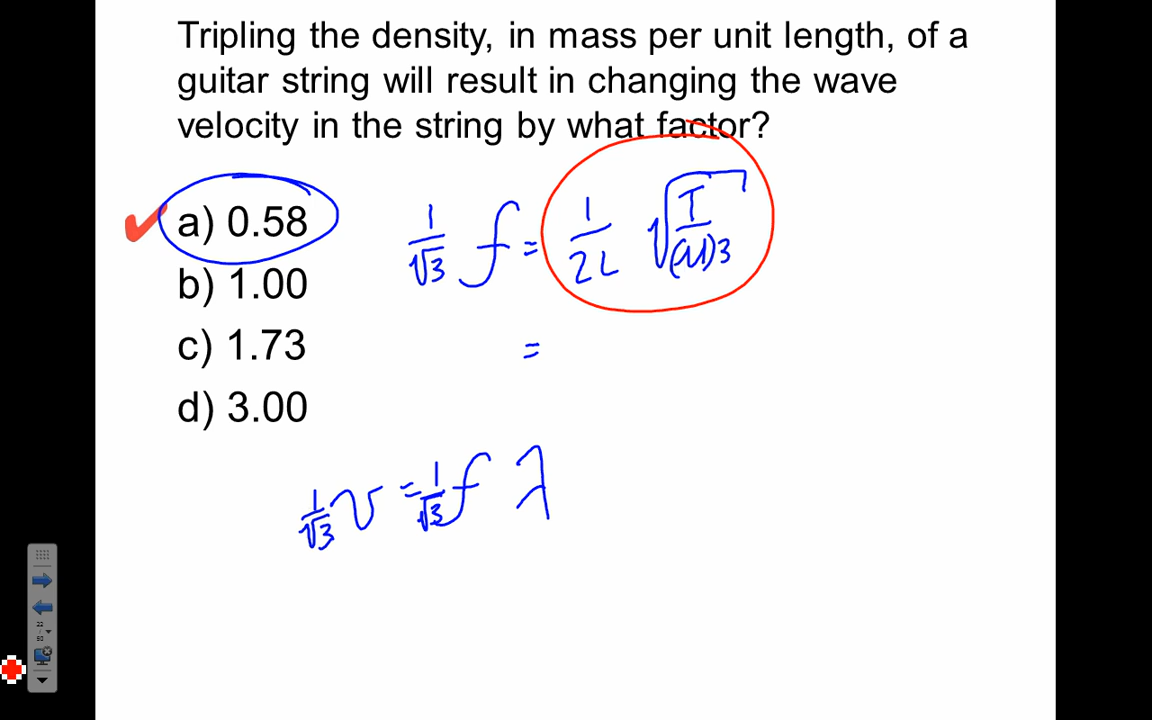 Tripling the density, in mass per unit length, of a
guitar string will result in changing the wave
velocity in the string by what factor?
a) 0.58
b) 1.00
c) 1.73
d) 3.00
1/√3 f = 1/2L √T/(μ)3
=
1/√3 v = 1/√3 f λ